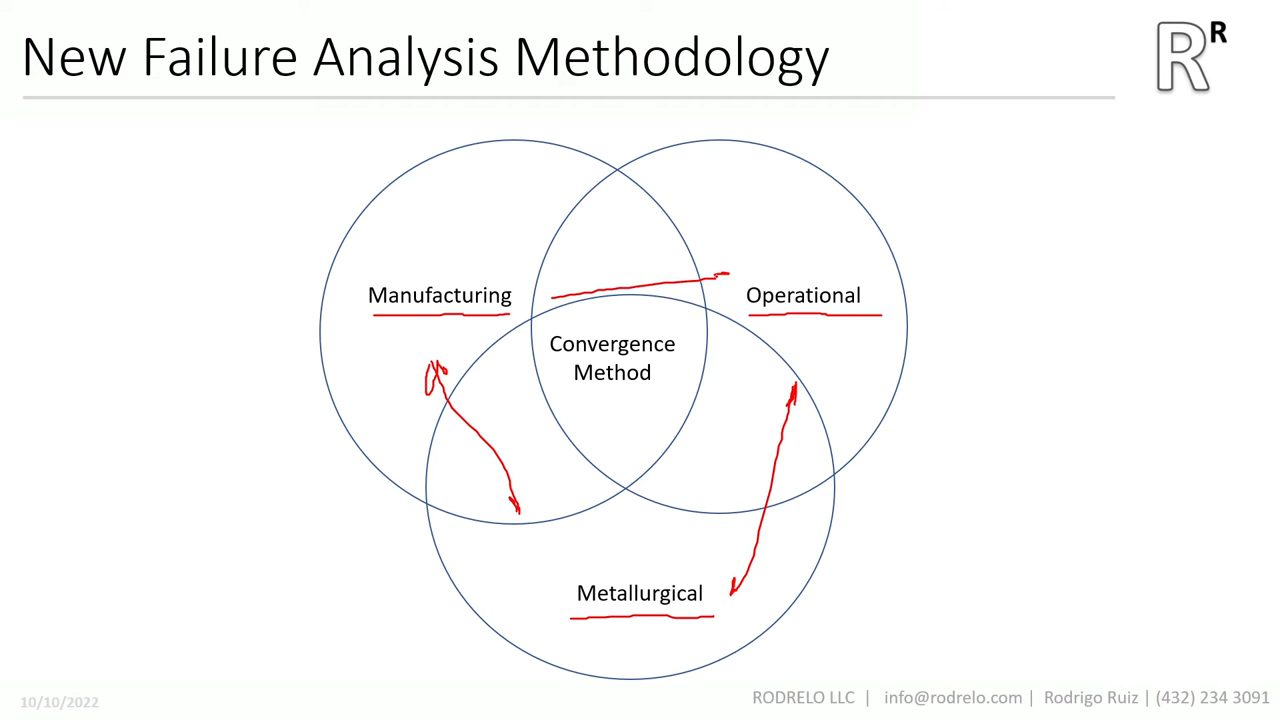 New Failure Analysis Methodology
R R
Manufacturing
Operational
Convergence
Method
Metallurgical
10/10/2022
RODRELO LLC | info@rodrelo.com | Rodrigo Ruiz | (432) 234 3091